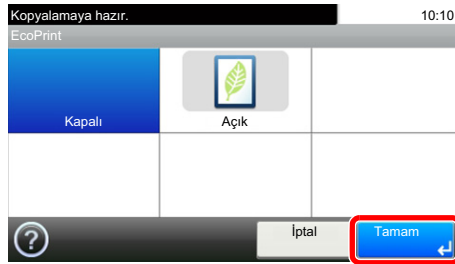 Kopyalamaya hazır.
10:10
EcoPrint
Kapalı
Açık
?
İptal
Tamam